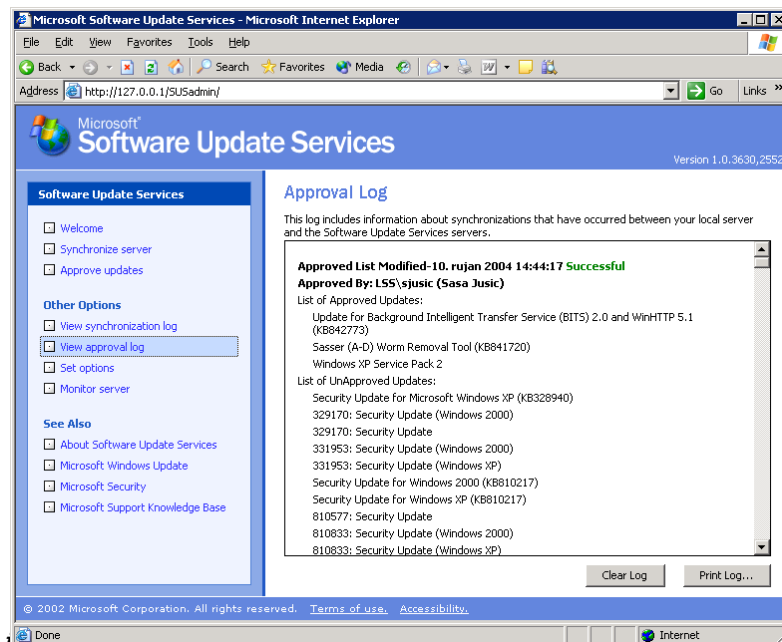 Microsoft Software Update Services - Microsoft Internet Explorer
File Edit View Favorites Tools Help
Back Search Favorites Media
Address http://127.0.0.1/SUSadmin/ Go Links »
Microsoft
Software Update Services
Version 1.0.3630,2552
Software Update Services
Welcome
Synchronize server
Approve updates
Other Options
View synchronization log
View approval log
Set options
Monitor server
See Also
About Software Update Services
Microsoft Windows Update
Microsoft Security
Microsoft Support Knowledge Base
Approval Log
This log includes information about synchronizations that have occurred between your local server
and the Software Update Services servers.
Approved List Modified-10. rujan 2004 14:44:17 Successful
Approved By: LSS\sjusic (Sasa Jusic)
List of Approved Updates:
Update for Background Intelligent Transfer Service (BITS) 2.0 and WinHTTP 5.1
(KB842773)
Sasser (A-D) Worm Removal Tool (KB841720)
Windows XP Service Pack 2
List of UnApproved Updates:
Security Update for Microsoft Windows XP (KB328940)
329170: Security Update (Windows 2000)
329170: Security Update
331953: Security Update (Windows 2000)
331953: Security Update (Windows XP)
Security Update for Windows 2000 (KB810217)
Security Update for Windows XP (KB810217)
810577: Security Update
810833: Security Update (Windows 2000)
810833: Security Update (Windows XP)
Clear Log Print Log...
© 2002 Microsoft Corporation. All rights reserved. Terms of use. Accessibility.
Done Internet